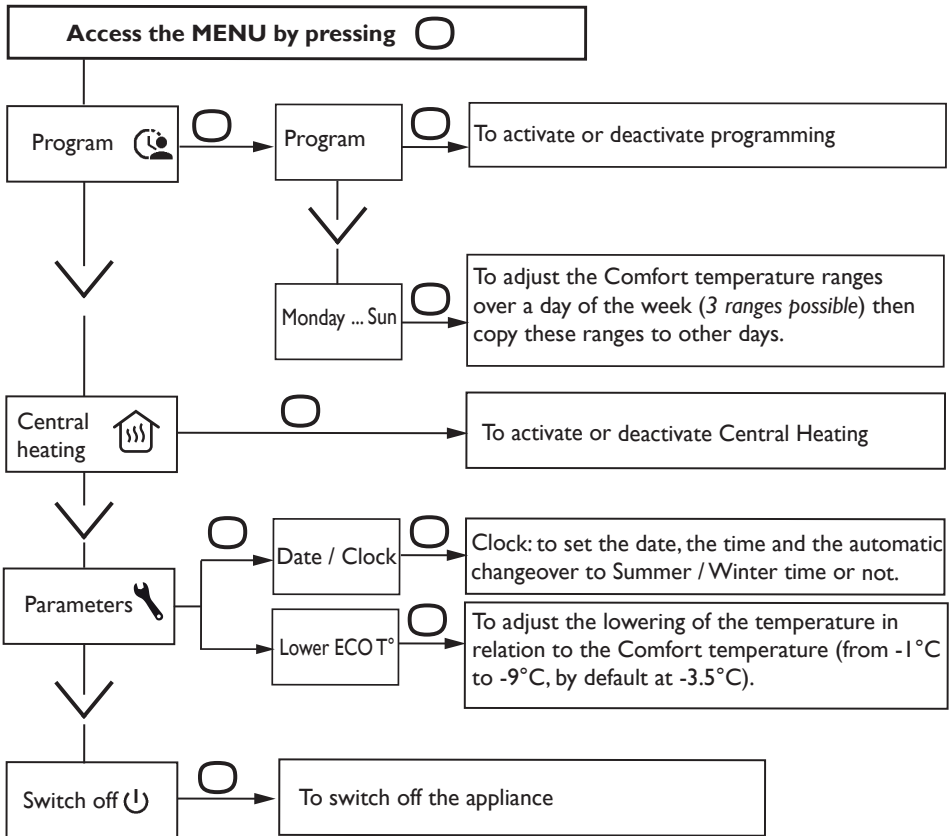 Access the MENU by pressing
Program
Program
To activate or deactivate programming
Monday ... Sun
To adjust the Comfort temperature ranges
over a day of the week (3 ranges possible) then
copy these ranges to other days.
Central
heating
To activate or deactivate Central Heating
Parameters
Date / Clock
Clock: to set the date, the time and the automatic
changeover to Summer / Winter time or not.
Lower ECO T°
To adjust the lowering of the temperature in
relation to the Comfort temperature (from -1°C
to -9°C, by default at -3.5°C).
Switch off
To switch off the appliance